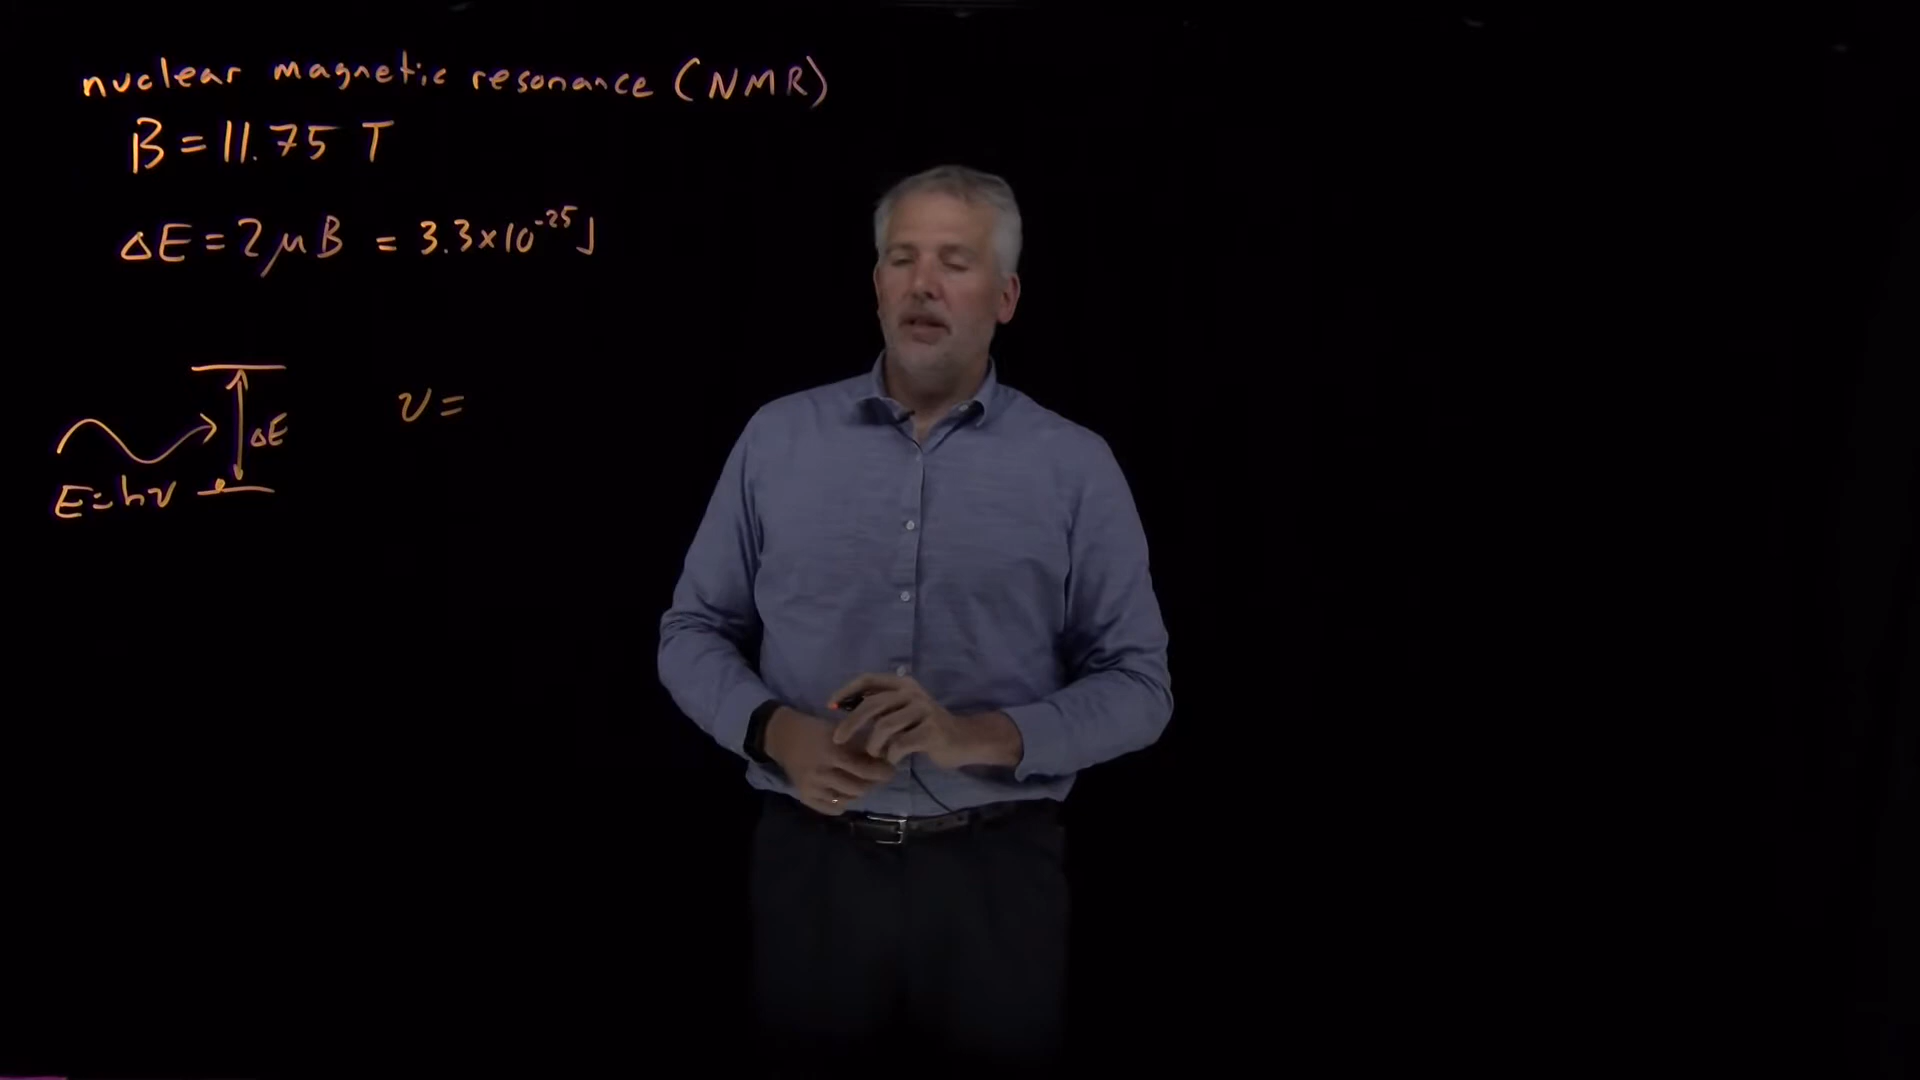 nuclear magnetic resonance (NMR)
B = 11.75 T
ΔE = 2μB = 3.3×10⁻²⁵ J
ΔE
ν =
E=hν